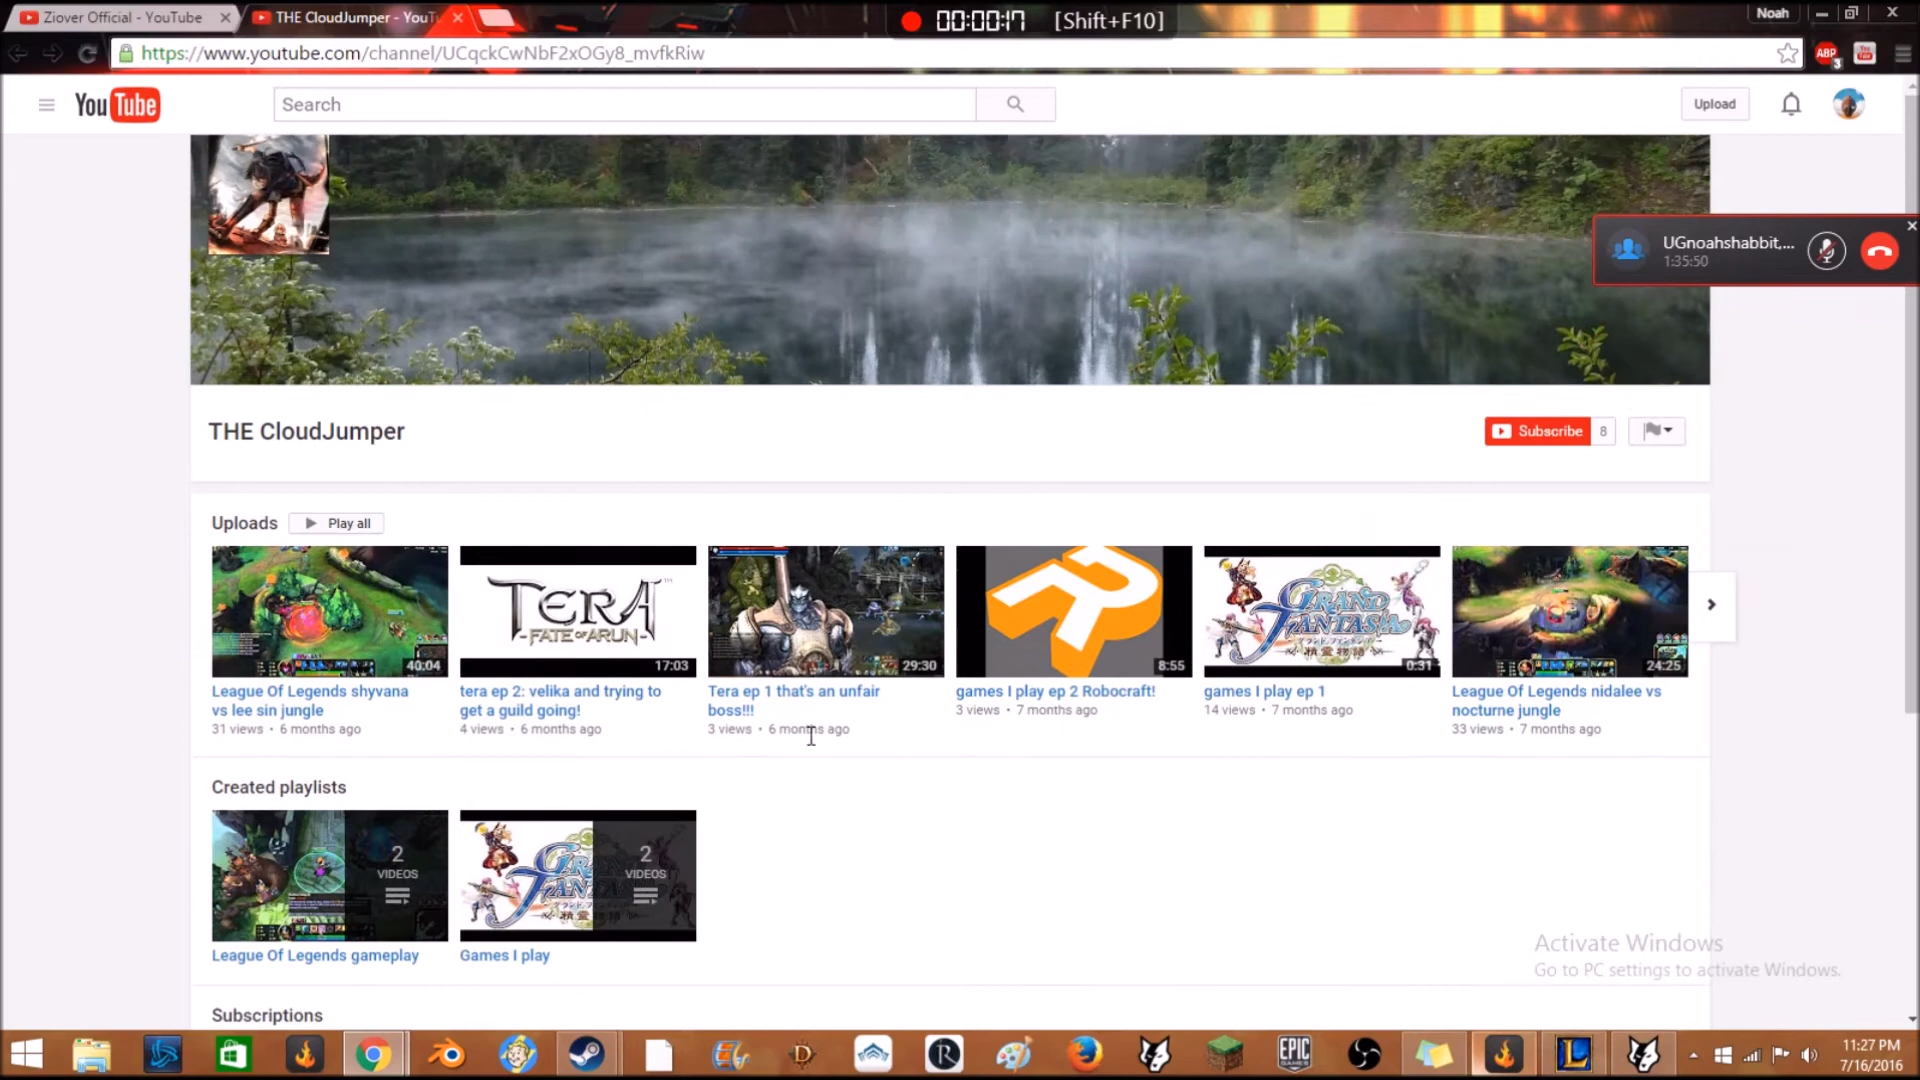 Ziover Official - YouTube
THE CloudJumper - YouTu
00:00:17 [Shift+F10]
Noah
https://www.youtube.com/channel/UCqckCwNbF2xOGy8_mvfkRiw
ABP
3
YouTube
Search
Upload
UGnoahshabbit,...
1:35:50
THE CloudJumper
Subscribe 8
Uploads
Play all
40:04
TERA
-FATE OF ARUN-
17:03
29:30
8:55
GRAND FANTASIA
0:31
24:25
League Of Legends shyvana
vs lee sin jungle
31 views • 6 months ago
tera ep 2: velika and trying to
get a guild going!
4 views • 6 months ago
Tera ep 1 that's an unfair
boss!!!
3 views • 6 months ago
games I play ep 2 Robocraft!
3 views • 7 months ago
games I play ep 1
14 views • 7 months ago
League Of Legends nidalee vs
nocturne jungle
33 views • 7 months ago
Created playlists
2
VIDEOS
2
VIDEOS
League Of Legends gameplay
Games I play
Activate Windows
Go to PC settings to activate Windows.
Subscriptions
EPIC
GAMES
11:27 PM
7/16/2016